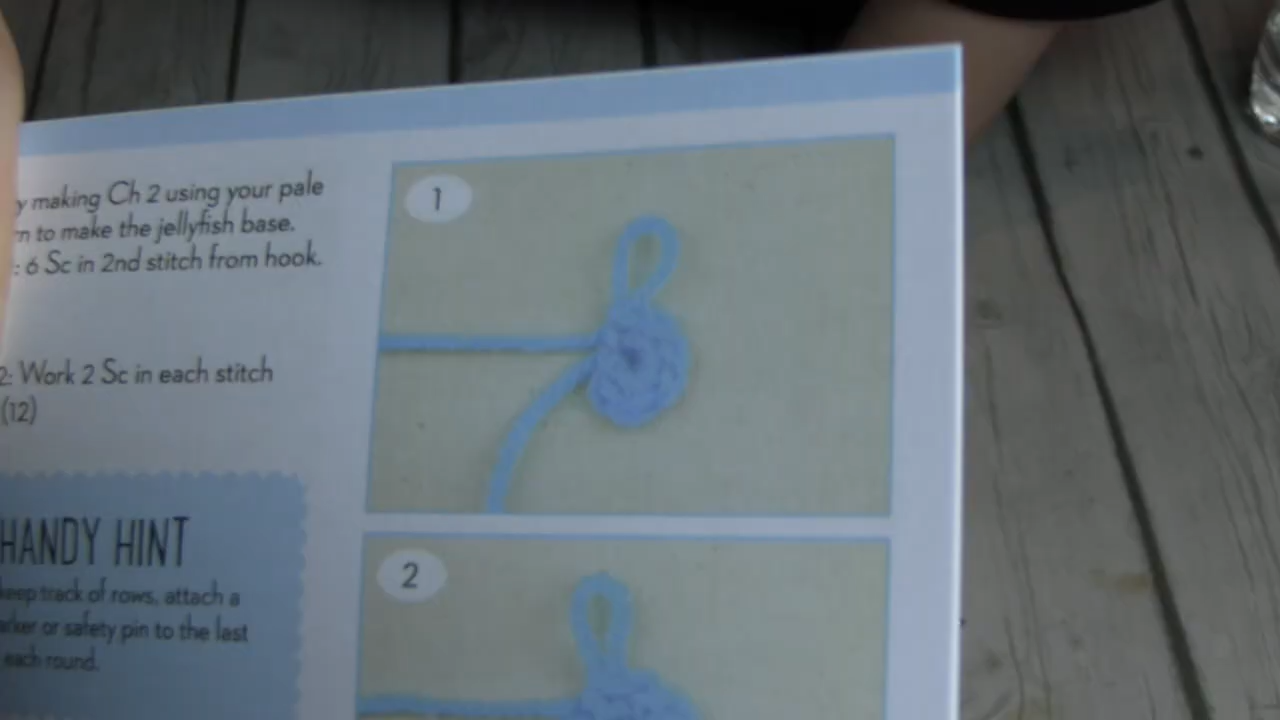 making Ch 2 using your pale
to make the jellyfish base.
: 6 Sc in 2nd stitch from hook.
2: Work 2 Sc in each stitch
(12)
HANDY HINT
keep track of rows, attach a
or safety pin to the last
each round.
1
2